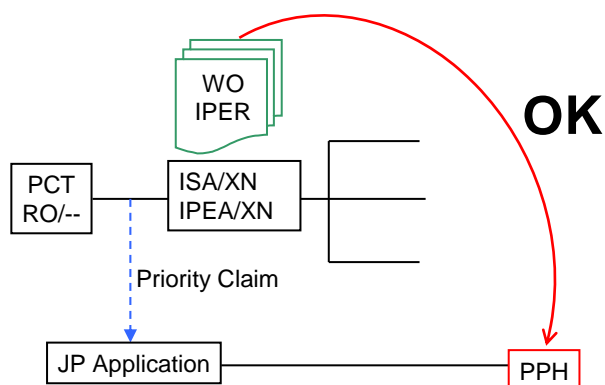 WO
IPER
OK
PCT
RO/--
ISA/XN
IPEA/XN
Priority Claim
JP Application
PPH